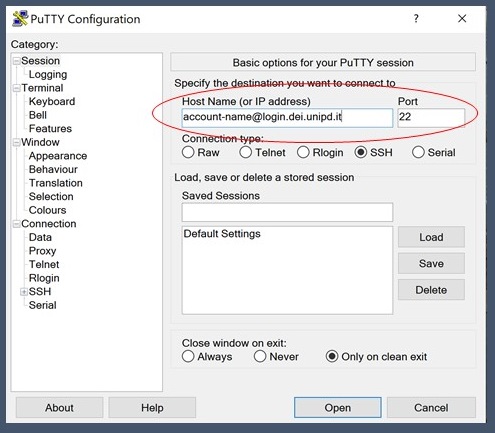 PuTTY Configuration
?
Category:
Session
Logging
Terminal
Keyboard
Bell
Features
Window
Appearance
Behaviour
Translation
Selection
Colours
Connection
Data
Proxy
Telnet
Rlogin
SSH
Serial
Basic options for your PuTTY session
Specify the destination you want to connect to
Host Name (or IP address) Port
account-name@login.dei.unipd.it 22
Connection type:
Raw Telnet Rlogin SSH Serial
Load, save or delete a stored session
Saved Sessions
Default Settings
Load
Save
Delete
Close window on exit:
Always Never Only on clean exit
About Help Open Cancel